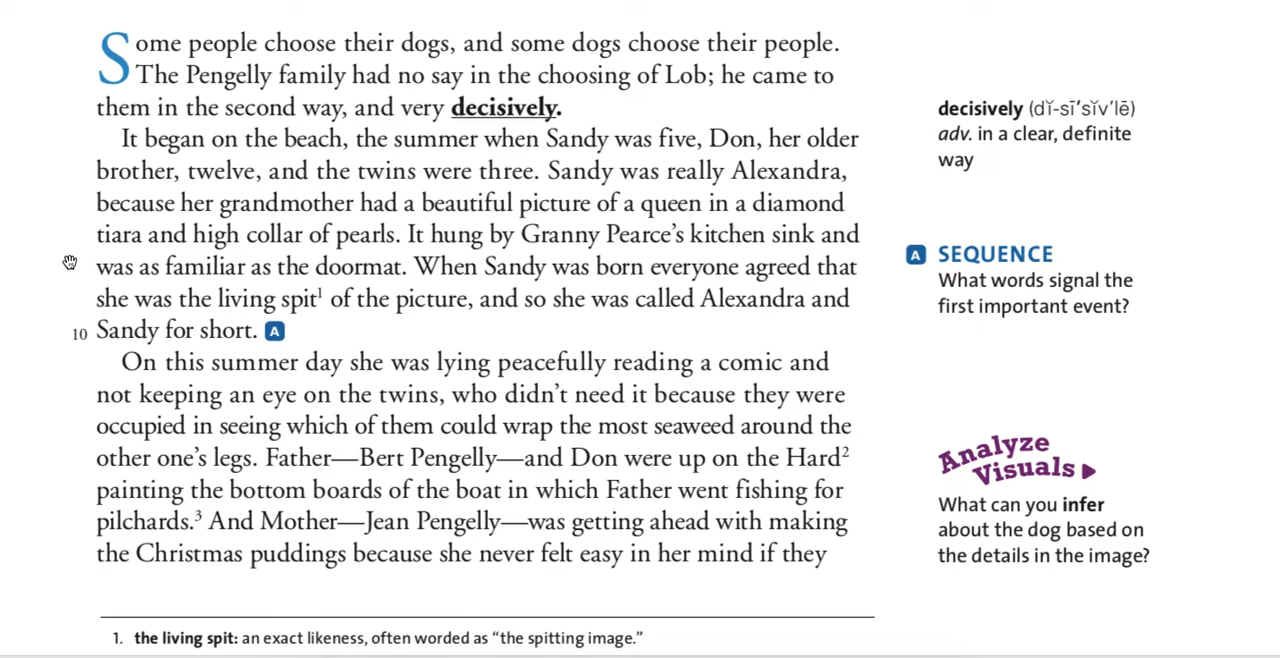 Some people choose their dogs, and some dogs choose their people.
The Pengelly family had no say in the choosing of Lob; he came to
them in the second way, and very decisively.
It began on the beach, the summer when Sandy was five, Don, her older
brother, twelve, and the twins were three. Sandy was really Alexandra,
because her grandmother had a beautiful picture of a queen in a diamond
tiara and high collar of pearls. It hung by Granny Pearce’s kitchen sink and
was as familiar as the doormat. When Sandy was born everyone agreed that
she was the living spit¹ of the picture, and so she was called Alexandra and
10 Sandy for short. A
On this summer day she was lying peacefully reading a comic and
not keeping an eye on the twins, who didn’t need it because they were
occupied in seeing which of them could wrap the most seaweed around the
other one’s legs. Father—Bert Pengelly—and Don were up on the Hard²
painting the bottom boards of the boat in which Father went fishing for
pilchards.³ And Mother—Jean Pengelly—was getting ahead with making
the Christmas puddings because she never felt easy in her mind if they
1. the living spit: an exact likeness, often worded as “the spitting image.”
decisively (dĭ-sī′sĭv′lē)
adv. in a clear, definite
way
A SEQUENCE
What words signal the
first important event?
Analyze
Visuals
What can you infer
about the dog based on
the details in the image?